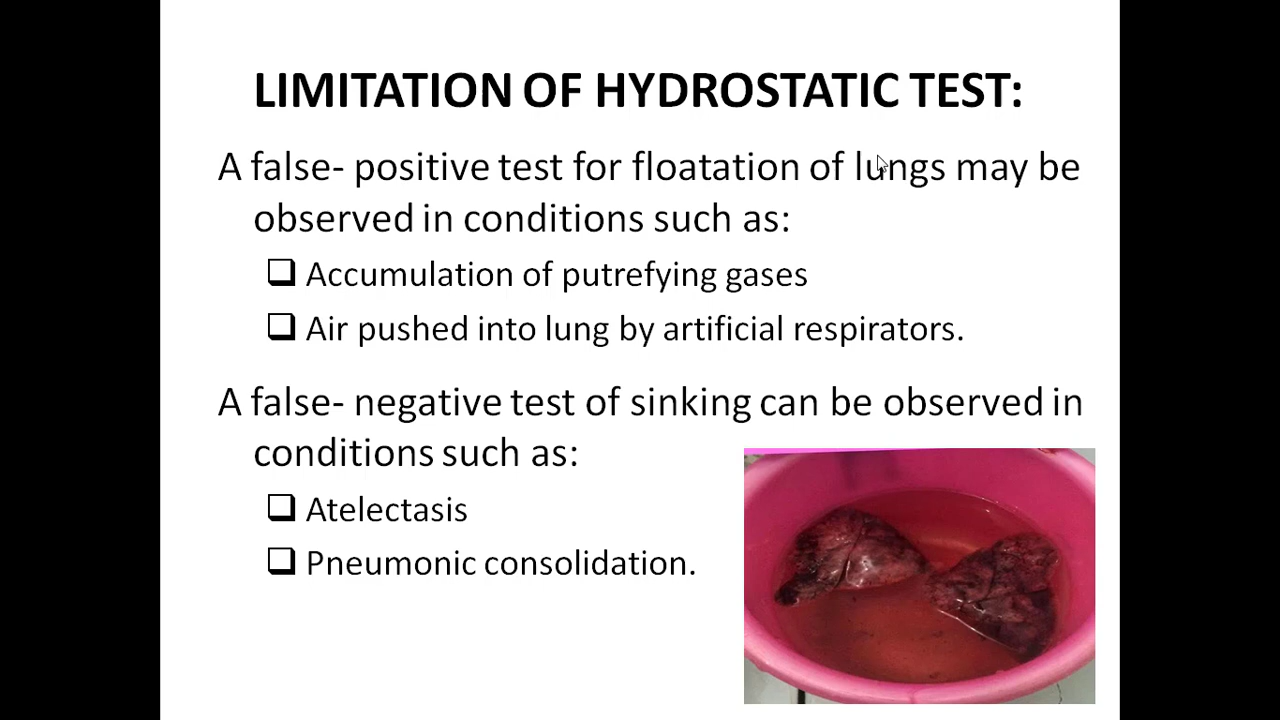 LIMITATION OF HYDROSTATIC TEST:
A false- positive test for floatation of lungs may be
observed in conditions such as:
❑ Accumulation of putrefying gases
❑ Air pushed into lung by artificial respirators.
A false- negative test of sinking can be observed in
conditions such as:
❑ Atelectasis
❑ Pneumonic consolidation.